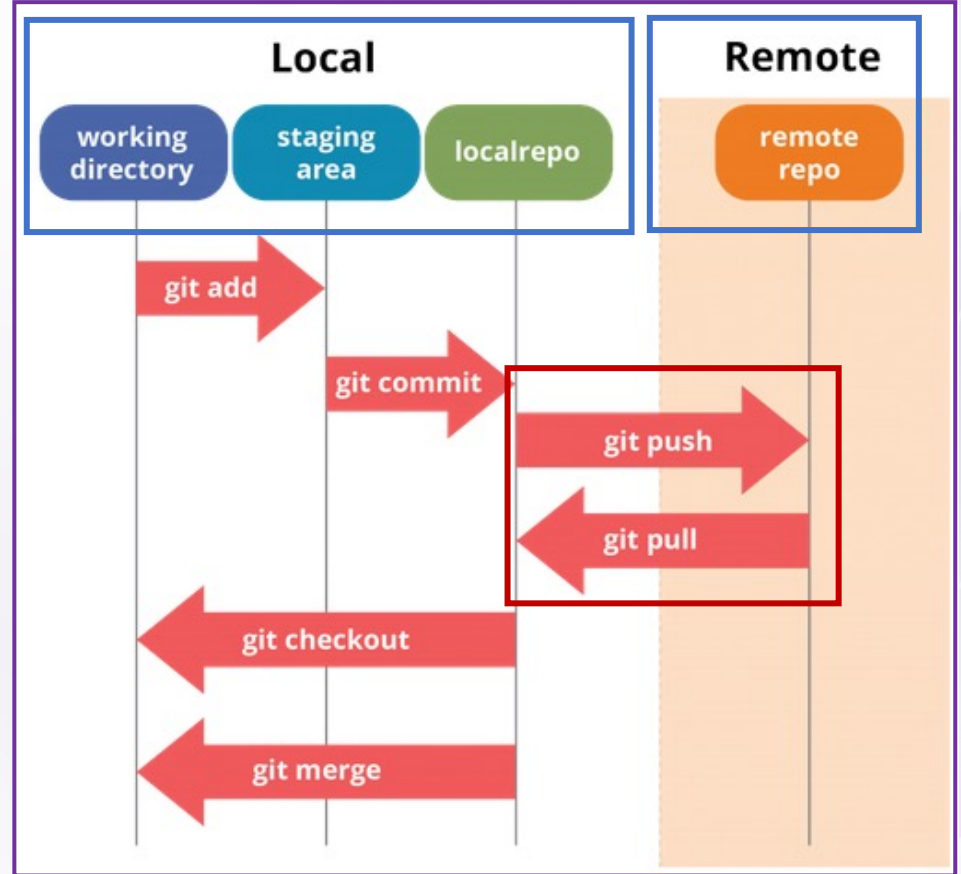 Local
Remote
working
directory
staging
area
localrepo
remote
repo
git add
git commit
git push
git pull
git checkout
git merge